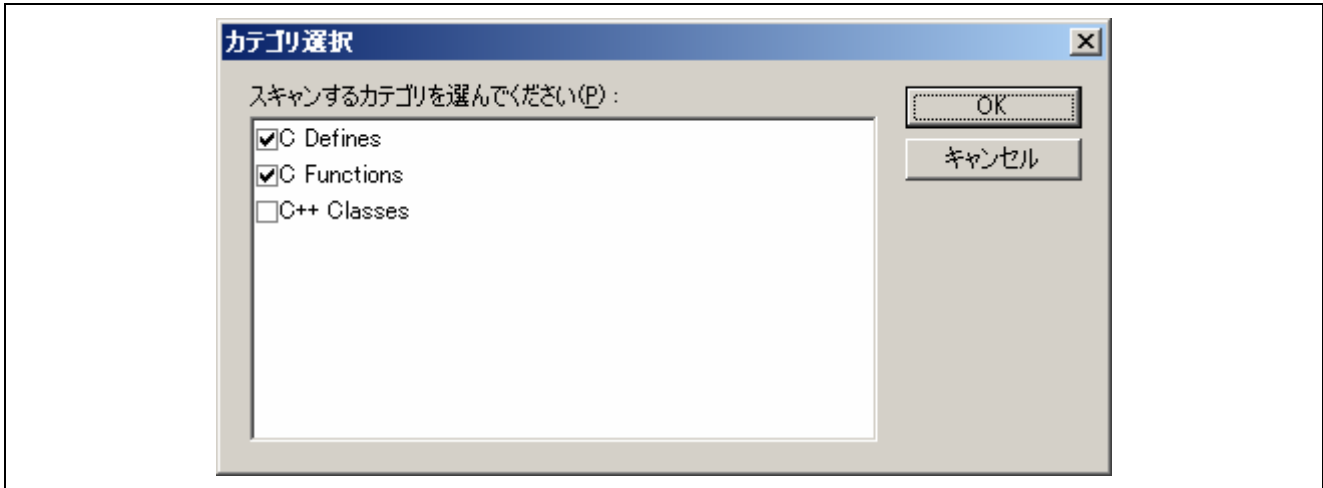 カテゴリ選択
スキャンするカテゴリを選んでください(P):
C Defines
C Functions
C++ Classes
OK
キャンセル